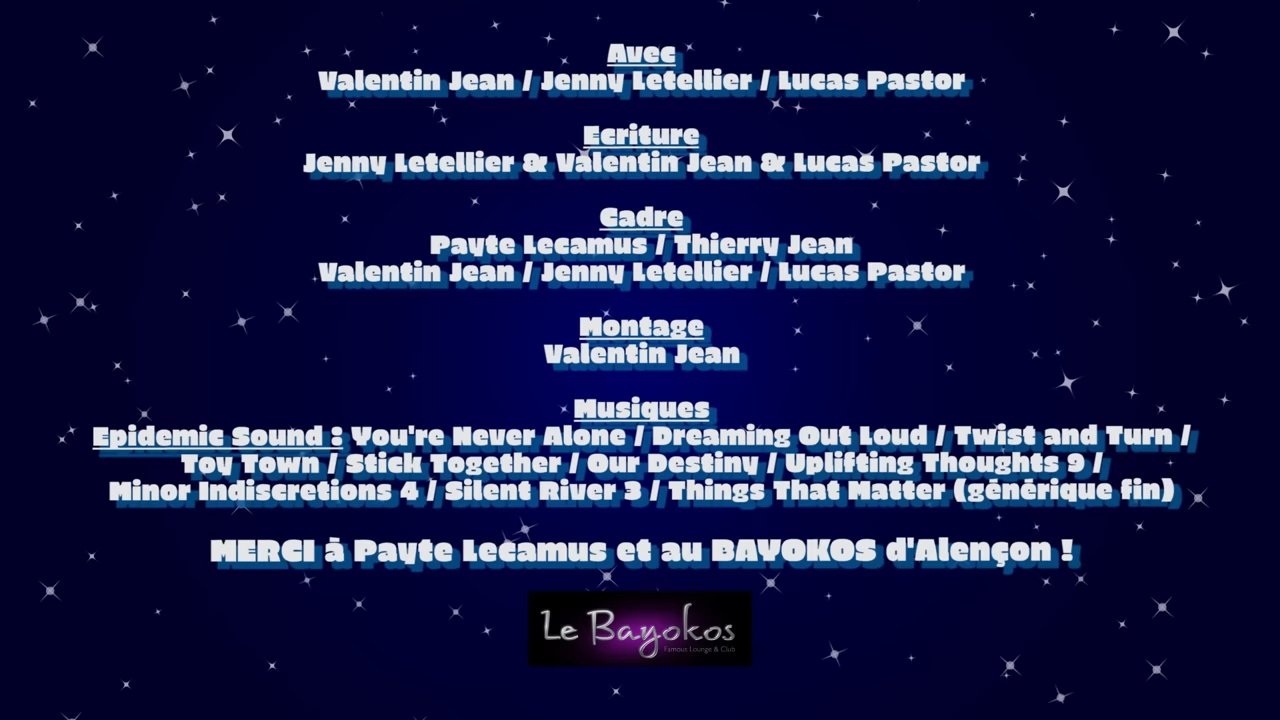 Avec
Valentin Jean / Jenny Letellier / Lucas Pastor
Ecriture
Jenny Letellier & Valentin Jean & Lucas Pastor
Cadre
Payte Lecamus / Thierry Jean
Valentin Jean / Jenny Letellier / Lucas Pastor
Montage
Valentin Jean
Musiques
Epidemic Sound : You're Never Alone / Dreaming Out Loud / Twist and Turn /
Toy Town / Stick Together / Our Destiny / Uplifting Thoughts 9 /
Minor Indiscretions 4 / Silent River 3 / Things That Matter (générique fin)
MERCI à Payte Lecamus et au BAYOKOS d'Alençon !
Le Bayokos
Famous Lounge & Club